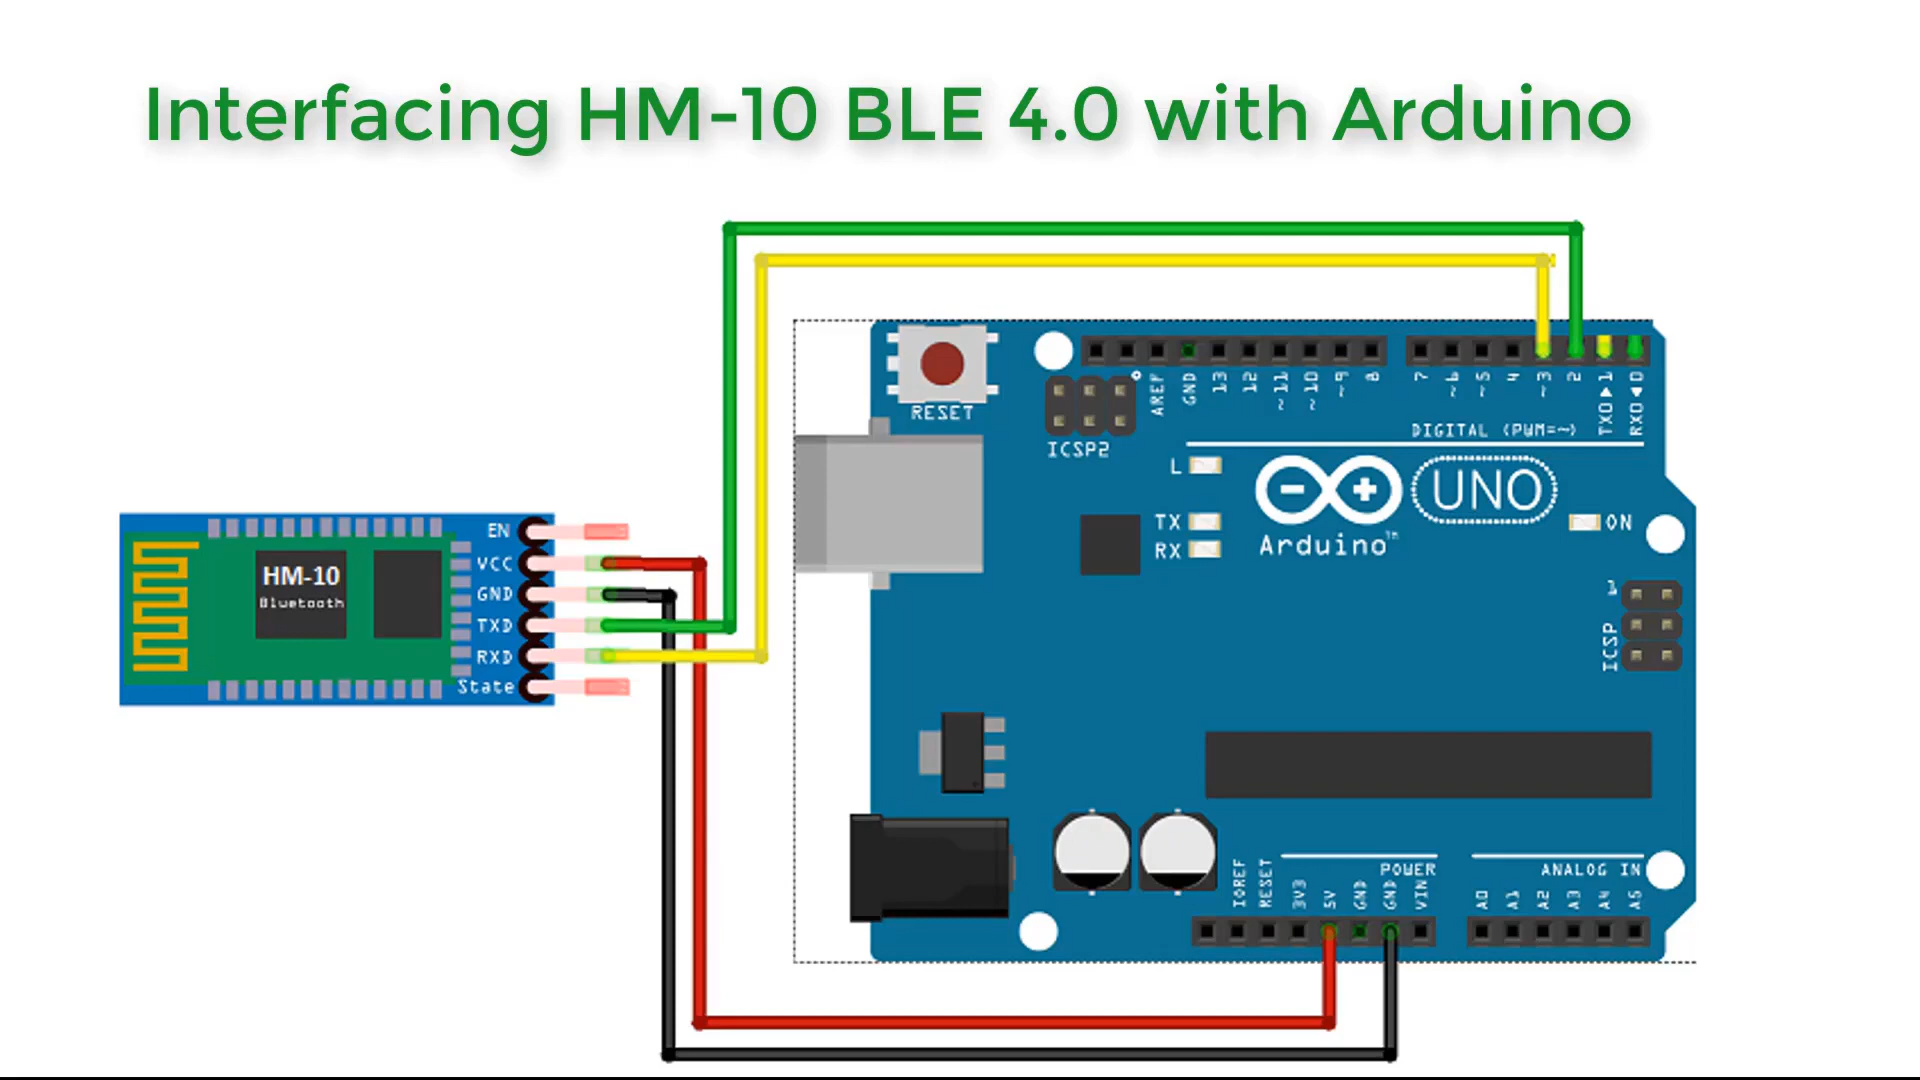 Interfacing HM-10 BLE 4.0 with Arduino
RESET
ICSP2
AREF
GND
13
12
~11
~10
~9
8
7
~6
~5
4
~3
2
TX0▶1
RX0◀0
DIGITAL (PWM=~)
L
TX
RX
UNO
Arduino™
ON
1
ICSP
HM-10
Bluetooth
EN
VCC
GND
TXD
RXD
State
IOREF
RESET
3V3
5V
GND
GND
VIN
POWER
ANALOG IN
A0
A1
A2
A3
A4
A5